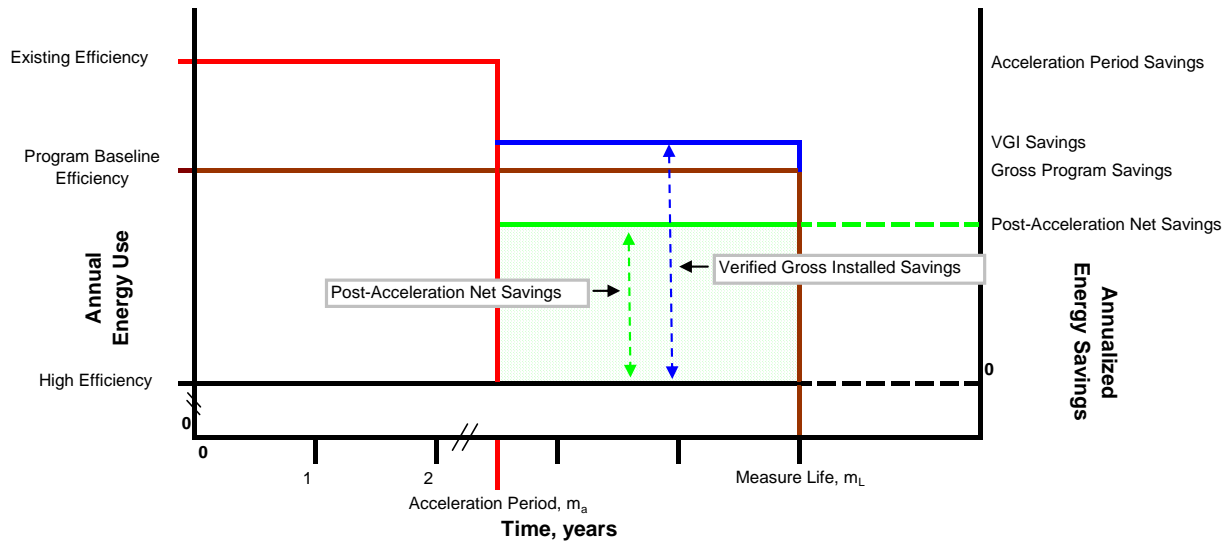 Existing Efficiency
Acceleration Period Savings
VGI Savings
Program Baseline
Efficiency
Gross Program Savings
Post-Acceleration Net Savings
Annual
Energy Use
Verified Gross Installed Savings
Post-Acceleration Net Savings
Annualized
Energy Savings
High Efficiency
0
0
0
1
2
Measure Life, mL
Acceleration Period, ma
Time, years